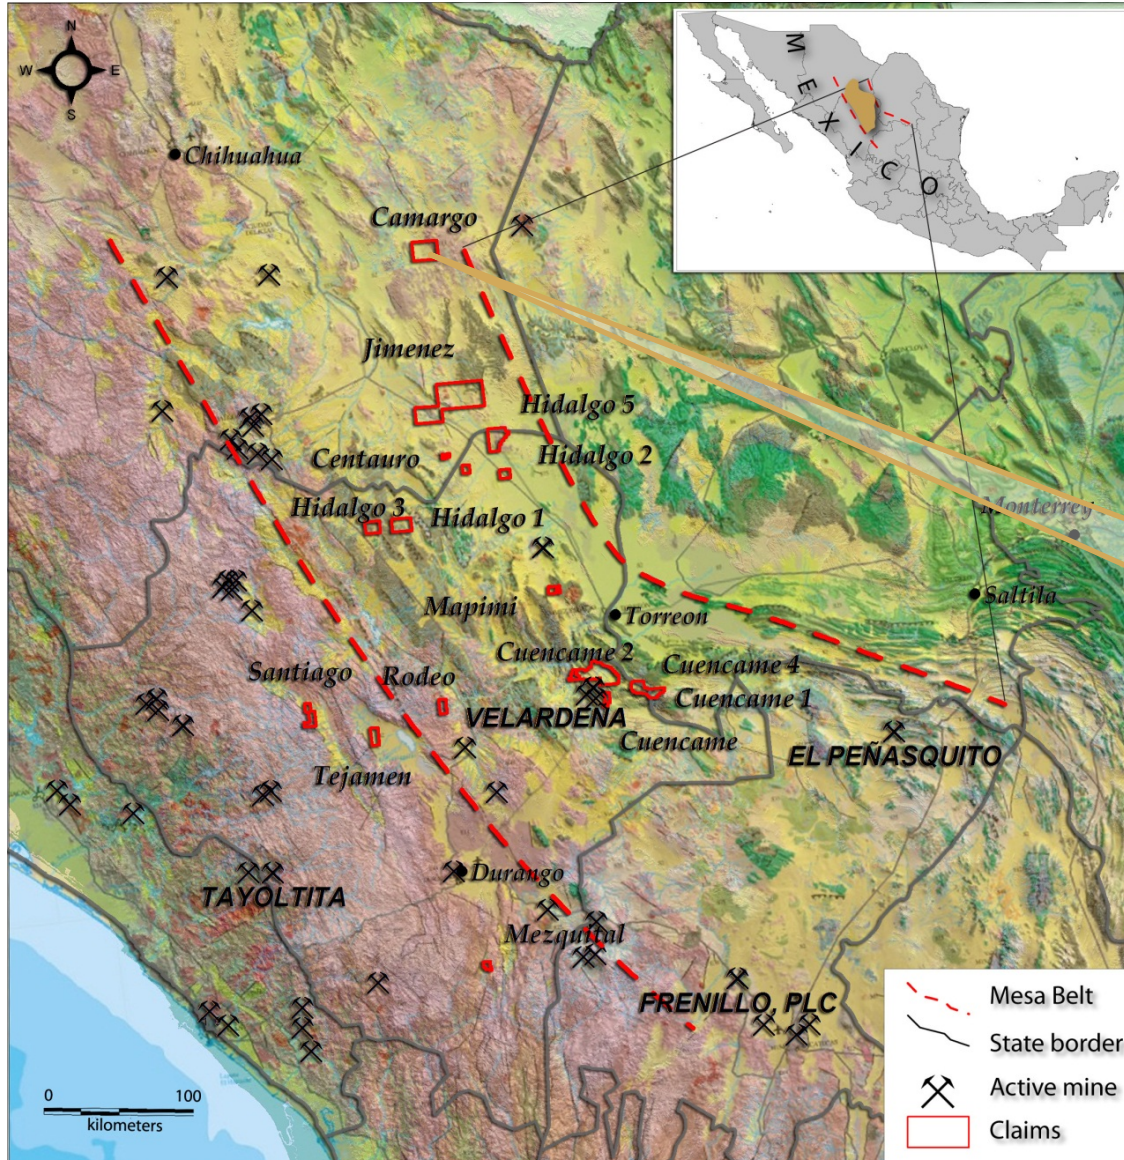 N
W E
S
M
E
X
I
C
O
Chihuahua
Camargo
Jimenez
Hidalgo 5
Centauro
Hidalgo 2
Hidalgo 3
Hidalgo 1
Monterrey
Mapimi
Torreon
Saltila
Cuencame 2
Cuencame 4
Santiago
Rodeo
Cuencame 1
VELARDEÑA
Cuencame
EL PEÑASQUITO
Tejamen
Durango
TAYOLTITA
Mezquital
FRENILLO, PLC
Mesa Belt
State border
Active mine
Claims
0 100
kilometers